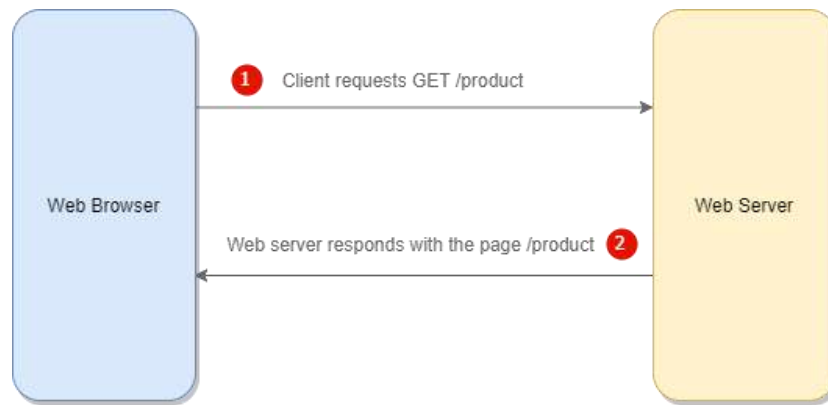 1 Client requests GET /product
Web Browser
Web Server
Web server responds with the page /product 2